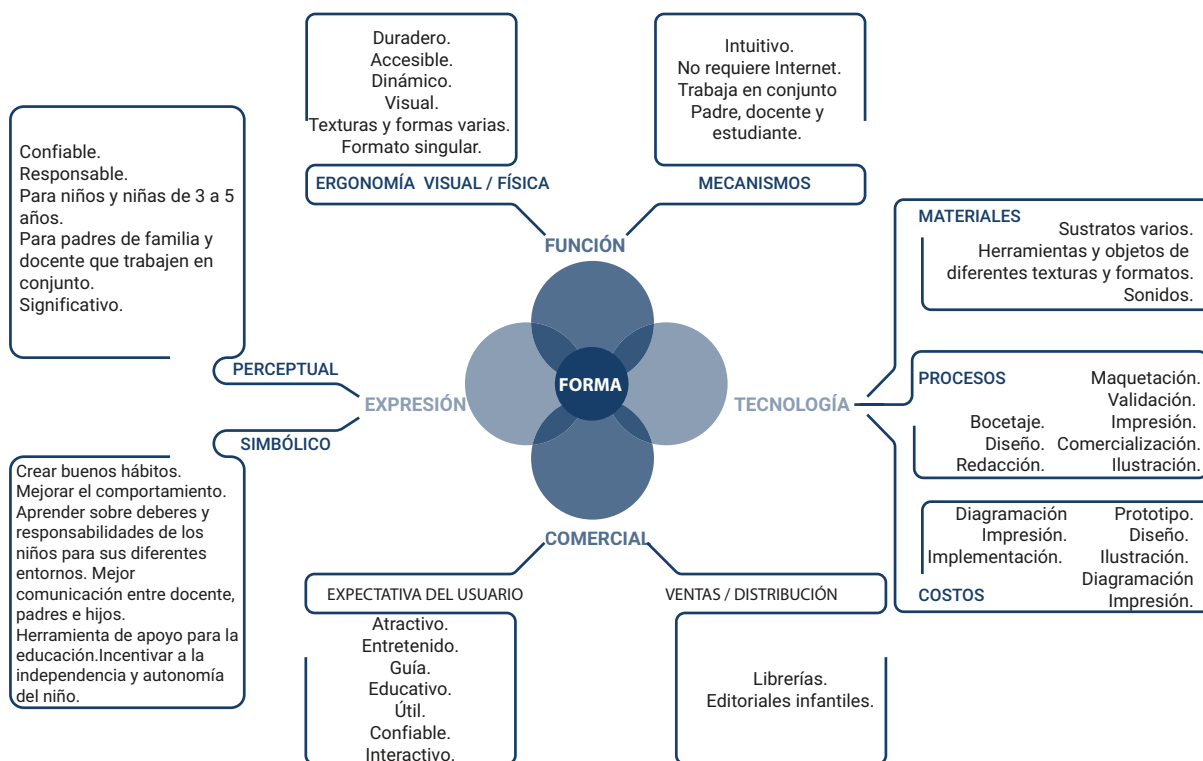 Duradero.
Accesible.
Dinámico.
Visual.
Texturas y formas varias.
Formato singular.
ERGONOMÍA VISUAL / FÍSICA
Intuitivo.
No requiere Internet.
Trabaja en conjunto
Padre, docente y
estudiante.
MECANISMOS
FUNCIÓN
Confiable.
Responsable.
Para niños y niñas de 3 a 5
años.
Para padres de familia y
docente que trabajen en
conjunto.
Significativo.
PERCEPTUAL
EXPRESIÓN
SIMBÓLICO
Crear buenos hábitos.
Mejorar el comportamiento.
Aprender sobre deberes y
responsabilidades de los
niños para sus diferentes
entornos. Mejor
comunicación entre docente,
padres e hijos.
Herramienta de apoyo para la
educación.Incentivar a la
independencia y autonomía
del niño.
FORMA
TECNOLOGÍA
MATERIALES
Sustratos varios.
Herramientas y objetos de
diferentes texturas y formatos.
Sonidos.
PROCESOS
Bocetaje.
Diseño.
Redacción.
Maquetación.
Validación.
Impresión.
Comercialización.
Ilustración.
Diagramación
Impresión.
Implementación.
Prototipo.
Diseño.
Ilustración.
Diagramación
Impresión.
COSTOS
COMERCIAL
EXPECTATIVA DEL USUARIO
Atractivo.
Entretenido.
Guía.
Educativo.
Útil.
Confiable.
Interactivo.
VENTAS / DISTRIBUCIÓN
Librerías.
Editoriales infantiles.